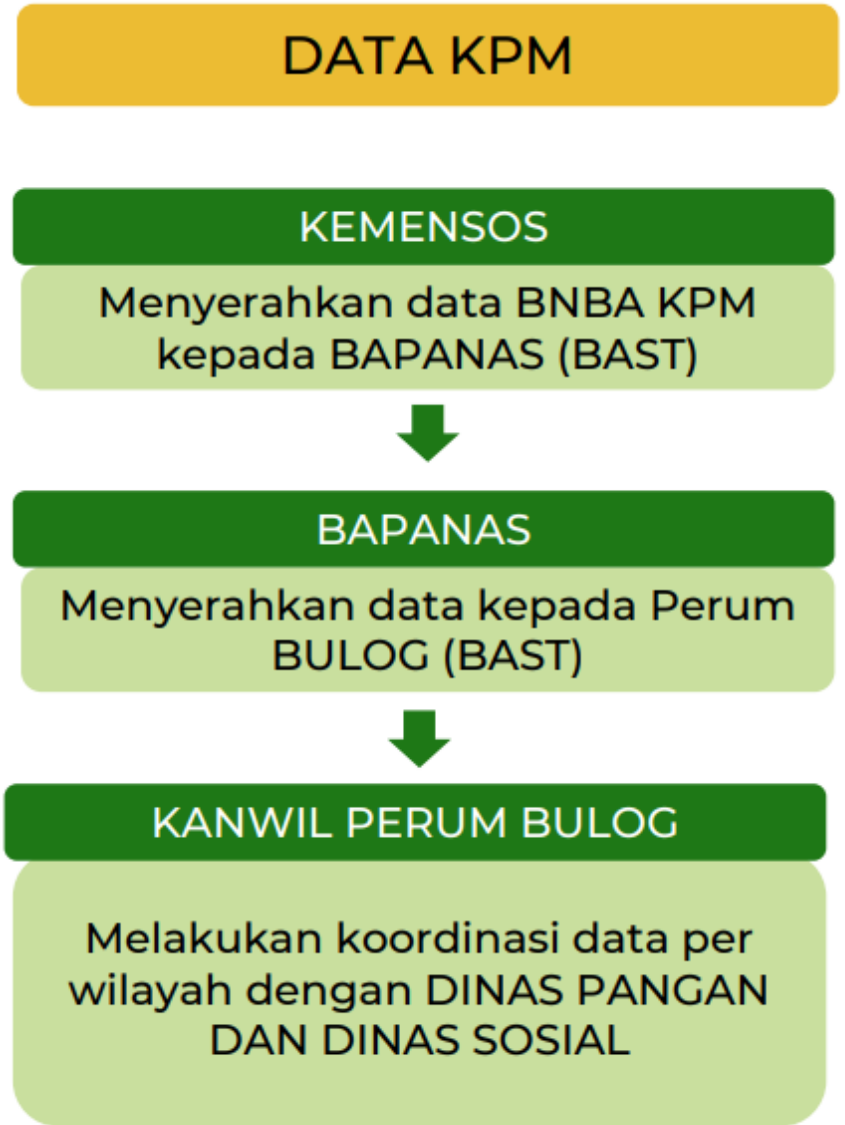 DATA KPM
KEMENSOS
Menyerahkan data BNBA KPM
kepada BAPANAS (BAST)
BAPANAS
Menyerahkan data kepada Perum
BULOG (BAST)
KANWIL PERUM BULOG
Melakukan koordinasi data per
wilayah dengan DINAS PANGAN
DAN DINAS SOSIAL